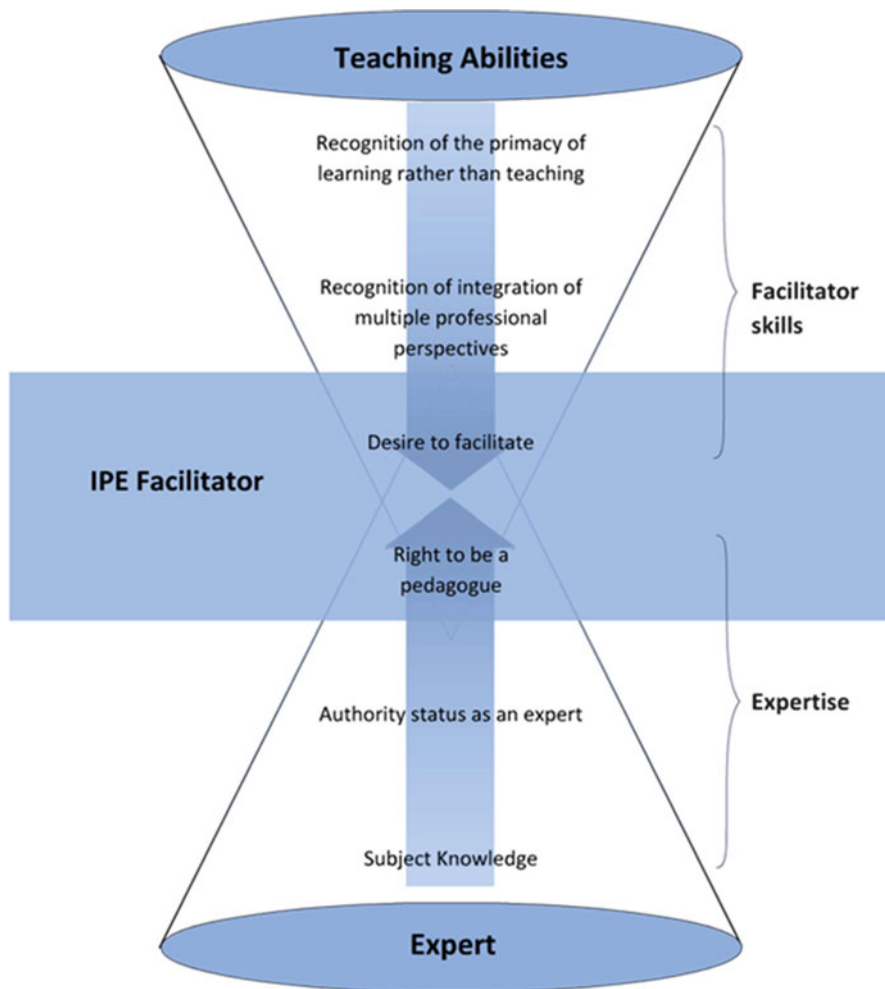 Teaching Abilities
Recognition of the primacy of
learning rather than teaching
Recognition of integration of
multiple professional
perspectives
Facilitator
skills
Desire to facilitate
IPE Facilitator
Right to be a
pedagogue
Authority status as an expert
Expertise
Subject Knowledge
Expert